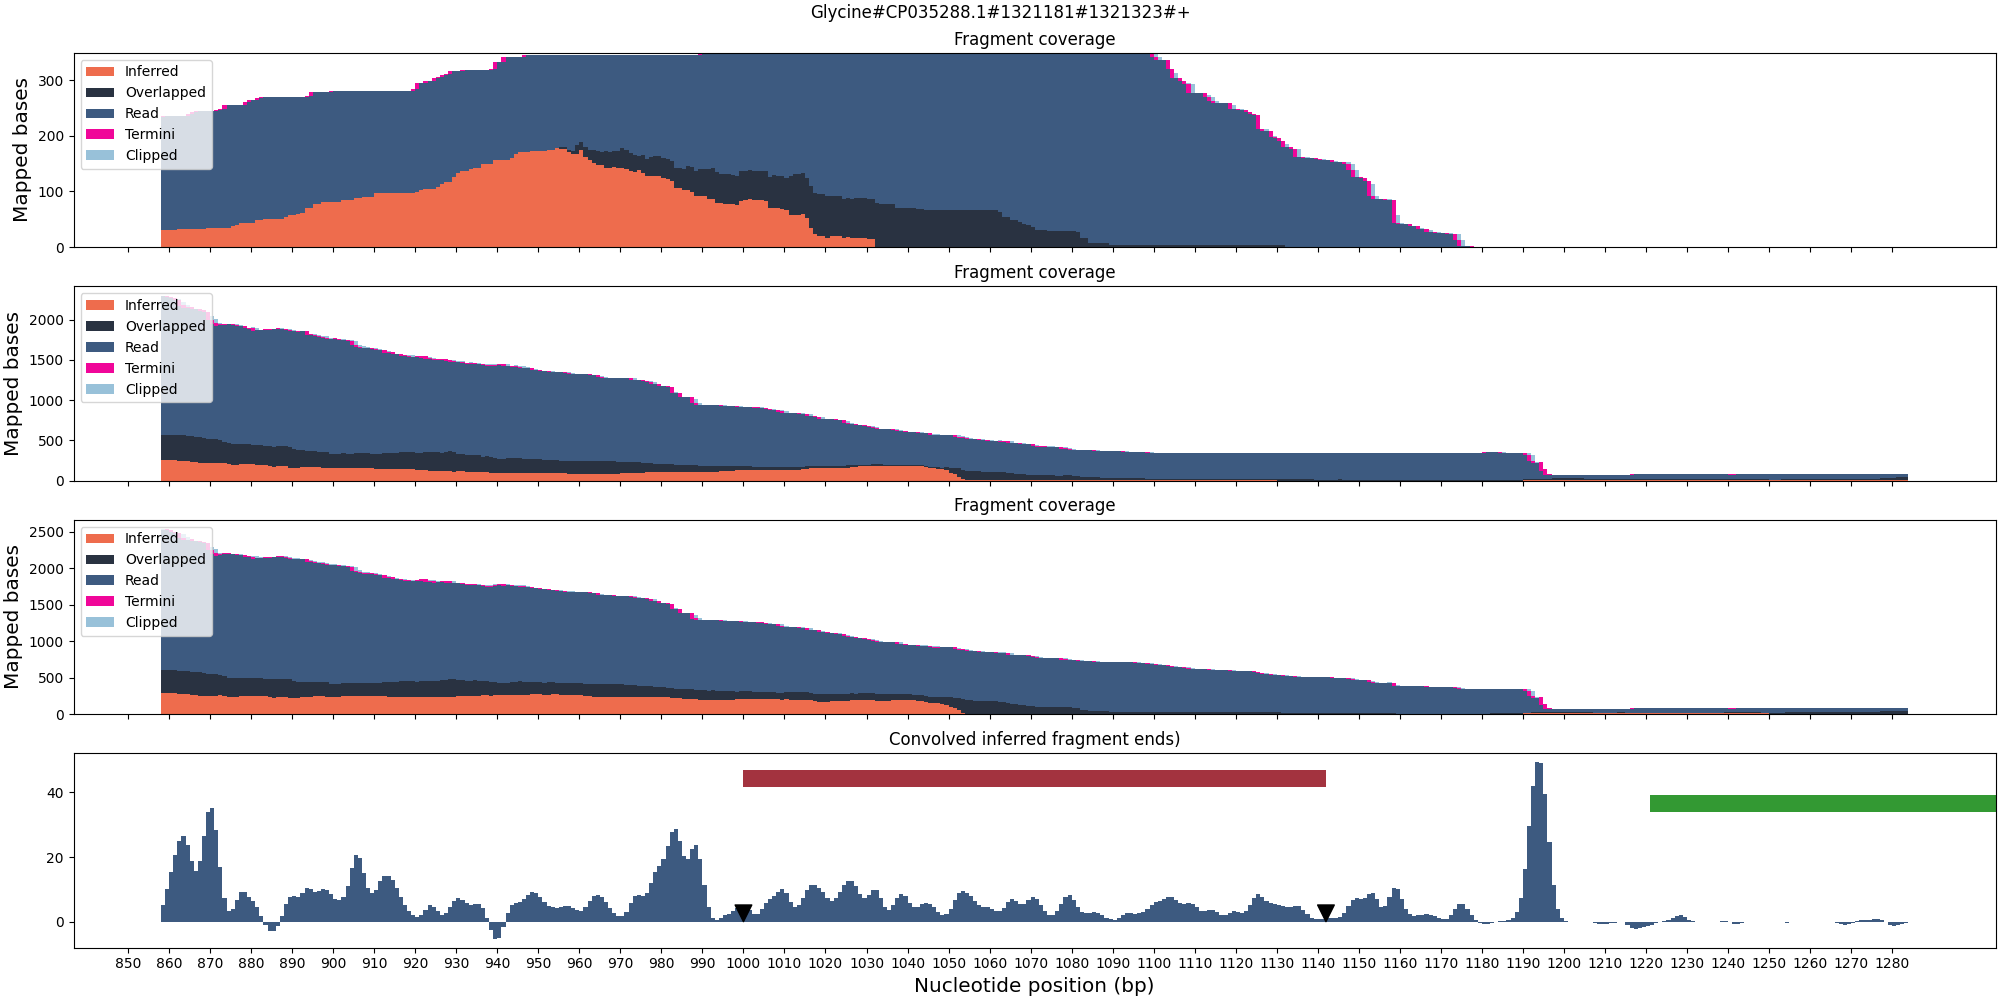 Glycine#CP035288.1#1321181#1321323#+
Fragment coverage
Mapped bases
300
200
100
0
Inferred
Overlapped
Read
Termini
Clipped
Fragment coverage
Mapped bases
2000
1500
1000
500
0
Inferred
Overlapped
Read
Termini
Clipped
Fragment coverage
Mapped bases
2500
2000
1500
1000
500
0
Inferred
Overlapped
Read
Termini
Clipped
Convolved inferred fragment ends)
40
20
0
850 860 870 880 890 900 910 920 930 940 950 960 970 980 990 1000 1010 1020 1030 1040 1050 1060 1070 1080 1090 1100 1110 1120 1130 1140 1150 1160 1170 1180 1190 1200 1210 1220 1230 1240 1250 1260 1270 1280
Nucleotide position (bp)